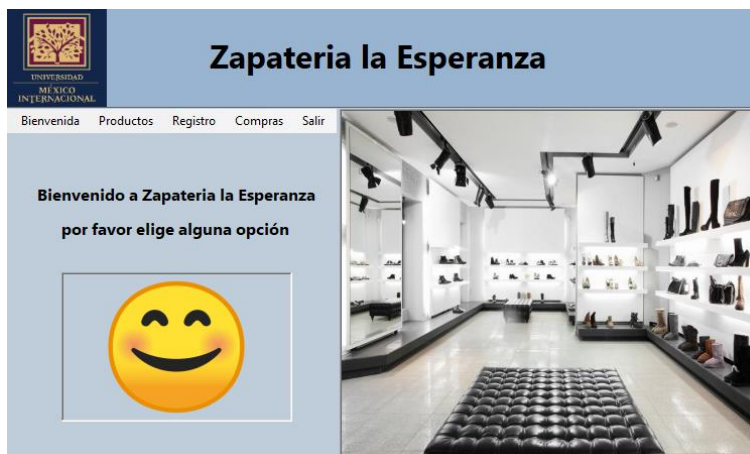 UNIVERSIDAD
MÉXICO
INTERNACIONAL
Zapateria la Esperanza
Bienvenida Productos Registro Compras Salir
Bienvenido a Zapateria la Esperanza
por favor elige alguna opción